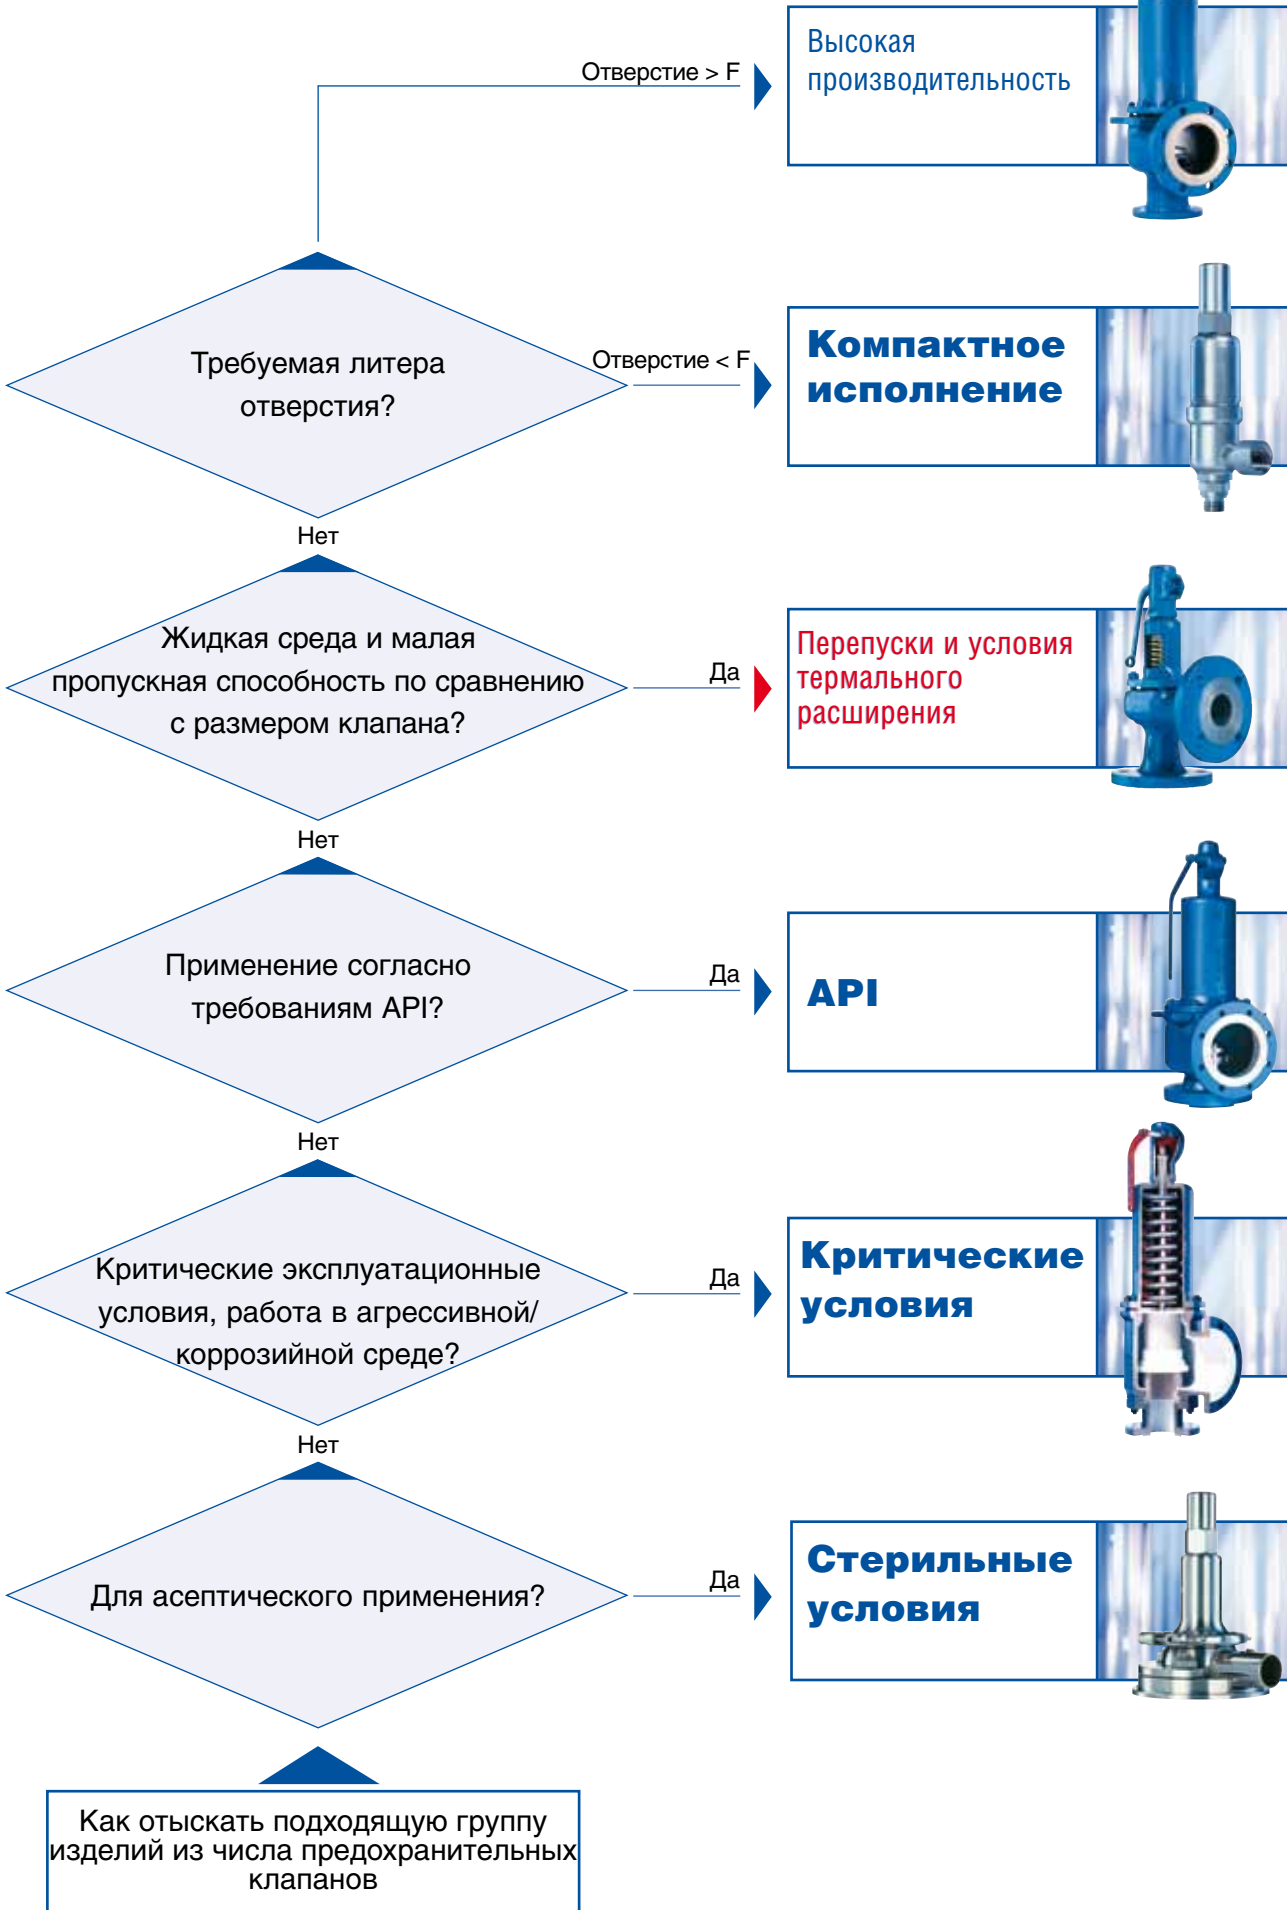 Отверстие > F
Высокая
производительность
Требуемая литера
отверстия?
Отверстие < F
Компактное
исполнение
Нет
Жидкая среда и малая
пропускная способность по сравнению
с размером клапана?
Да
Перепуски и условия
термального
расширения
Нет
Применение согласно
требованиям API?
Да
API
Нет
Критические эксплуатационные
условия, работа в агрессивной/
коррозийной среде?
Да
Критические
условия
Нет
Для асептического применения?
Да
Стерильные
условия
Как отыскать подходящую группу
изделий из числа предохранительных
клапанов